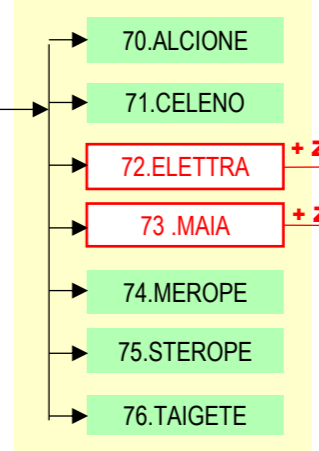 70.ALCIONE
71.CELENO
72.ELETTRA
+ Z
73 .MAIA
+ Z
74.MEROPE
75.STEROPE
76.TAIGETE